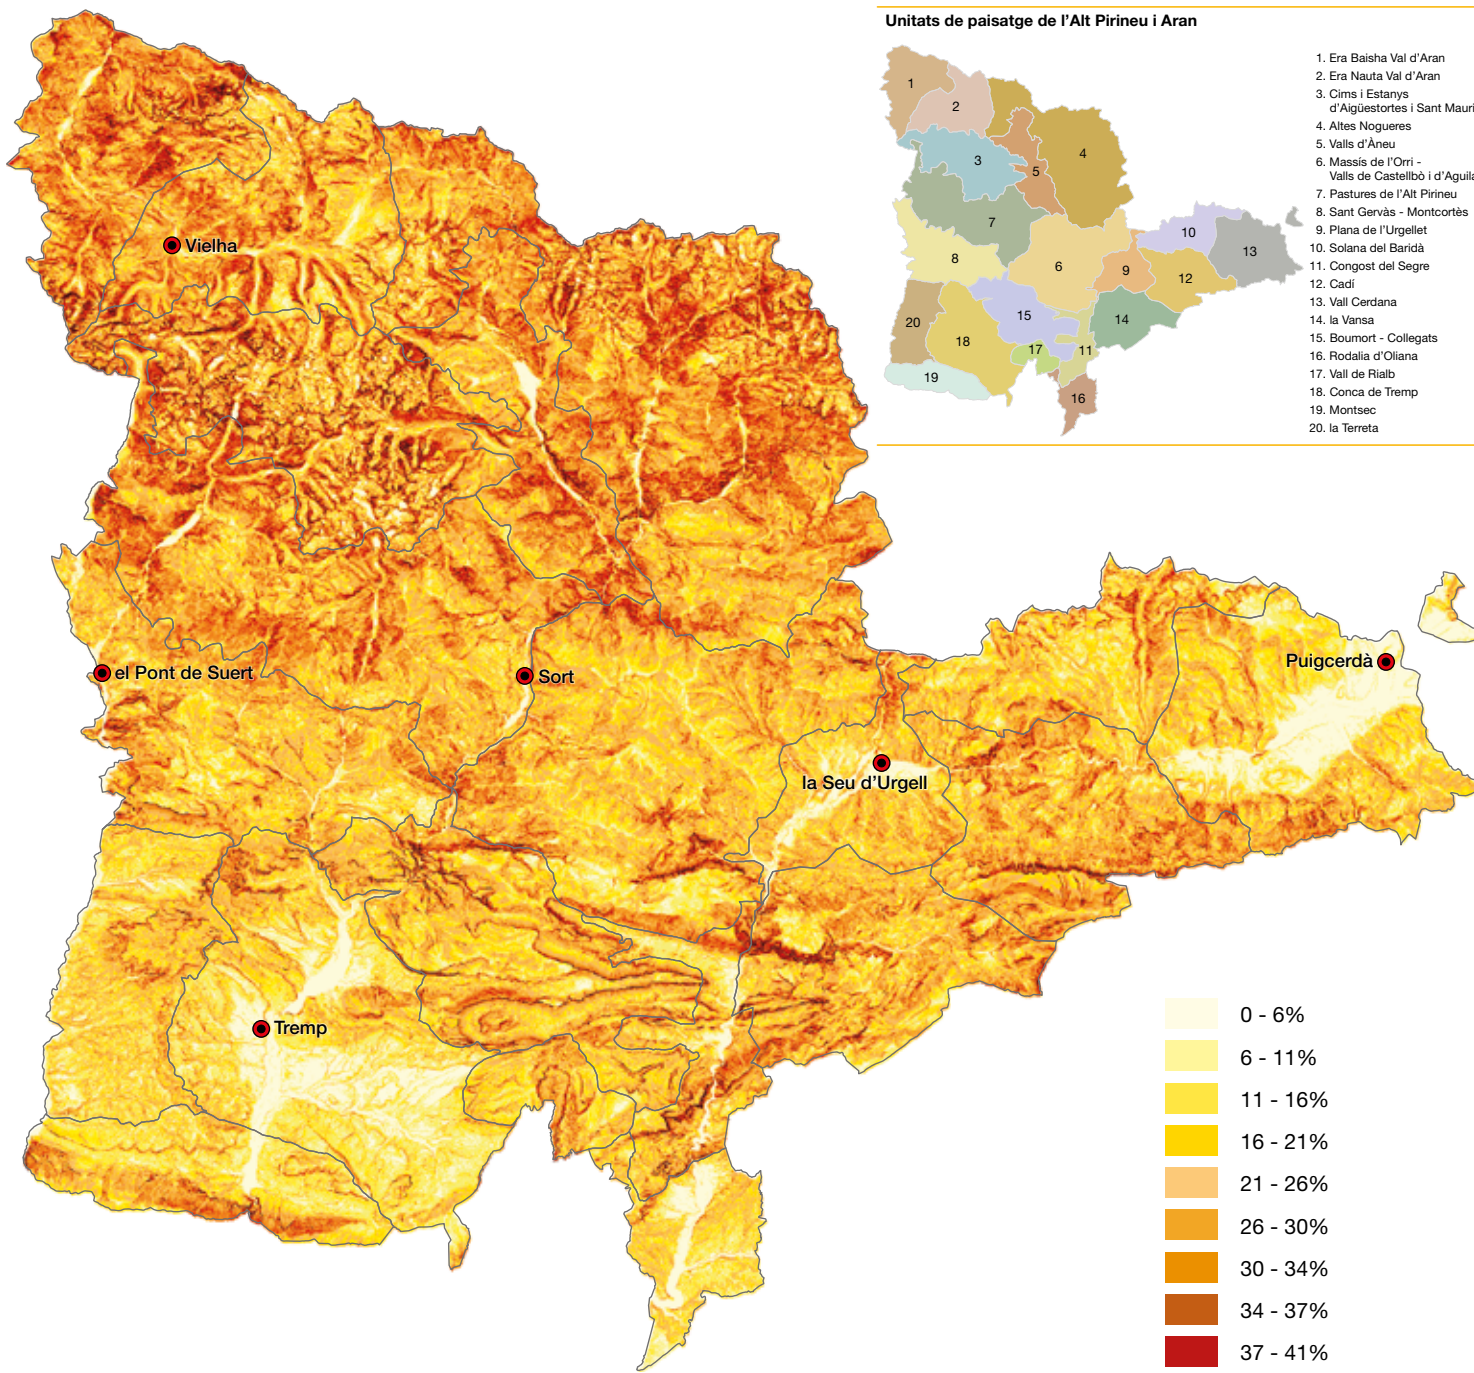 Unitats de paisatge de l'Alt Pirineu i Aran
1. Era Baisha Val d'Aran
2. Era Nauta Val d'Aran
3. Cims i Estanys
d'Aigüestortes i Sant Mauri
4. Altes Nogueres
5. Valls d'Àneu
6. Massís de l'Orri -
Valls de Castellbò i d'Aguila
7. Pastures de l'Alt Pirineu
8. Sant Gervàs - Montcortès
9. Plana de l'Urgellet
10. Solana del Baridà
11. Congost del Segre
12. Cadí
13. Vall Cerdana
14. la Vansa
15. Boumort - Collegats
16. Rodalia d'Oliana
17. Vall de Rialb
18. Conca de Tremp
19. Montsec
20. la Terreta
1
2
3
4
5
6
7
8
9
10
13
12
14
15
11
17
18
20
19
16
Vielha
el Pont de Suert
Sort
Puigcerdà
la Seu d'Urgell
Tremp
0 - 6%
6 - 11%
11 - 16%
16 - 21%
21 - 26%
26 - 30%
30 - 34%
34 - 37%
37 - 41%